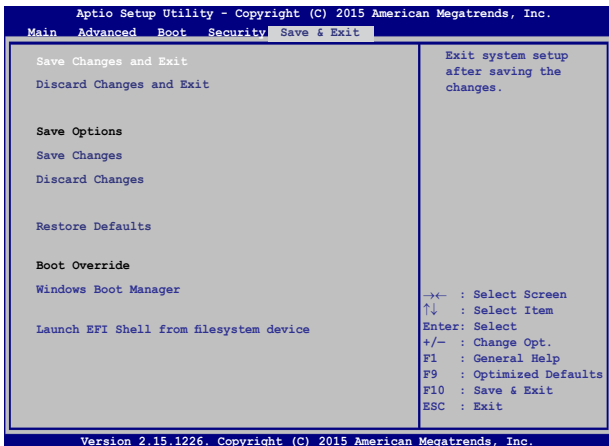 Aptio Setup Utility - Copyright (C) 2015 American Megatrends, Inc.
Main Advanced Boot Security Save & Exit
Save Changes and Exit
Discard Changes and Exit
Save Options
Save Changes
Discard Changes
Restore Defaults
Boot Override
Windows Boot Manager
Launch EFI Shell from filesystem device
Exit system setup
after saving the
changes.
→← : Select Screen
↑↓ : Select Item
Enter: Select
+/— : Change Opt.
F1 : General Help
F9 : Optimized Defaults
F10 : Save & Exit
ESC : Exit
Version 2.15.1226. Copyright (C) 2015 American Megatrends, Inc.